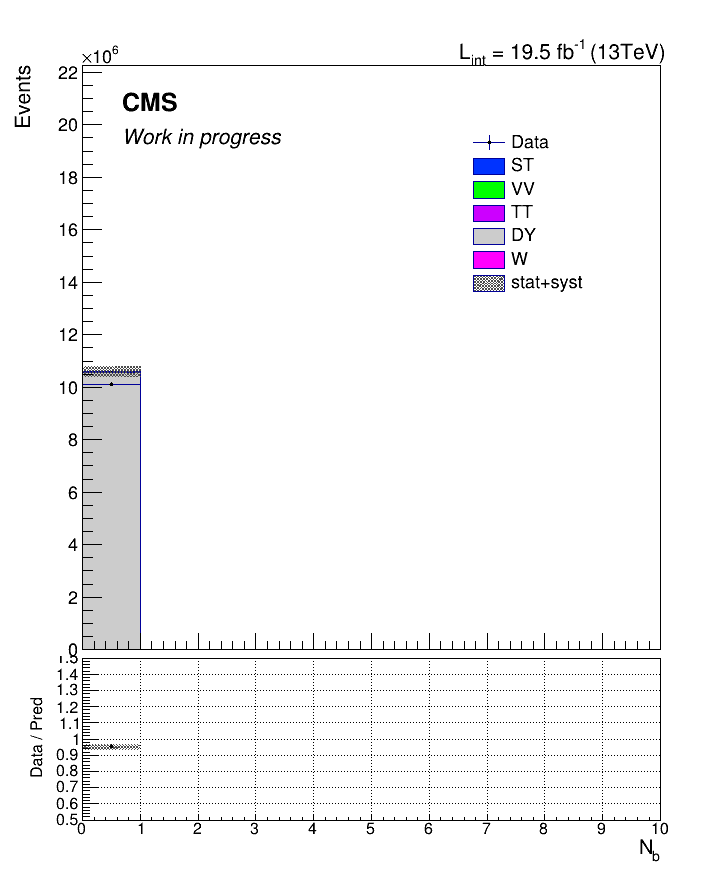 ×10⁶
L_int = 19.5 fb⁻¹ (13TeV)
Events
22
20
18
16
14
12
10
8
6
4
2
0
CMS
Work in progress
Data
ST
VV
TT
DY
W
stat+syst
Data / Pred
1.5
1.4
1.3
1.2
1.1
1
0.9
0.8
0.7
0.6
0.5
0 1 2 3 4 5 6 7 8 9 10
N_b